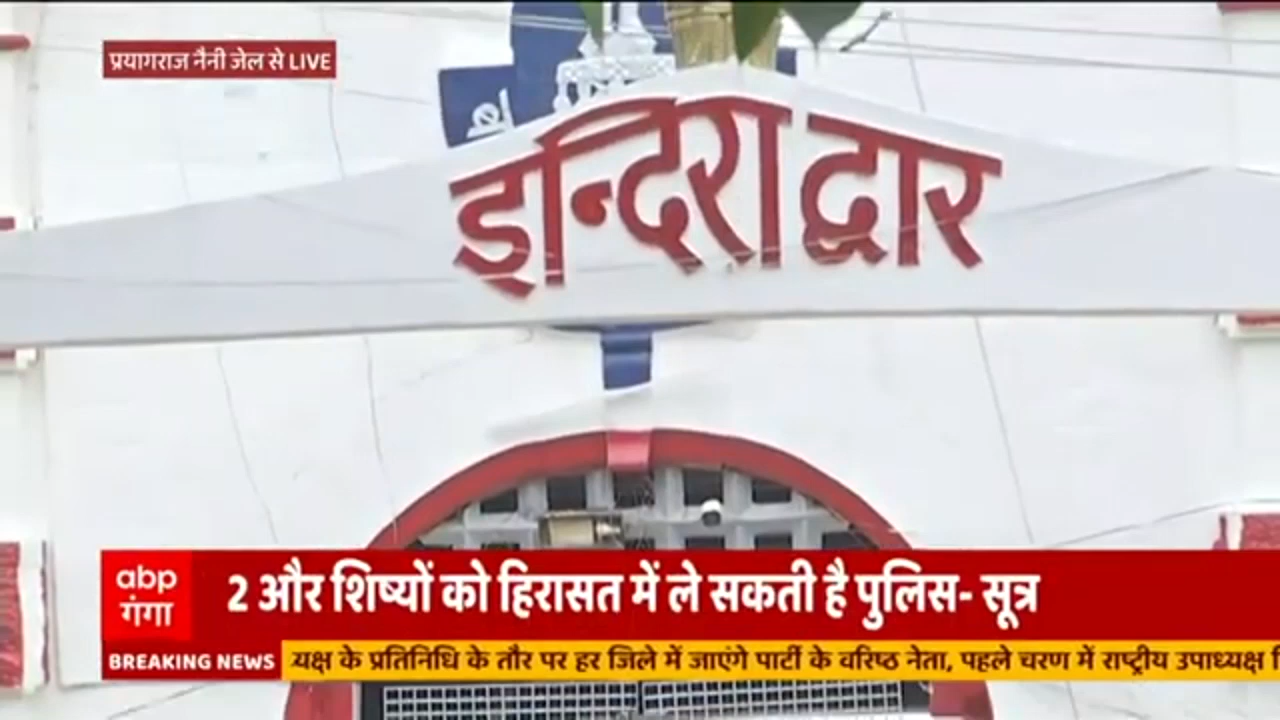 प्रयागराज नैनी जेल से LIVE
इन्दिरा द्वार
abp
गंगा
2 और शिष्यों को हिरासत में ले सकती है पुलिस- सूत्र
BREAKING NEWS
के प्रतिनिधि के तौर पर हर जिले में जाएंगे पार्टी के वरिष्ठ नेता, पहले चरण में राष्ट्रीय उपाध्यक्ष